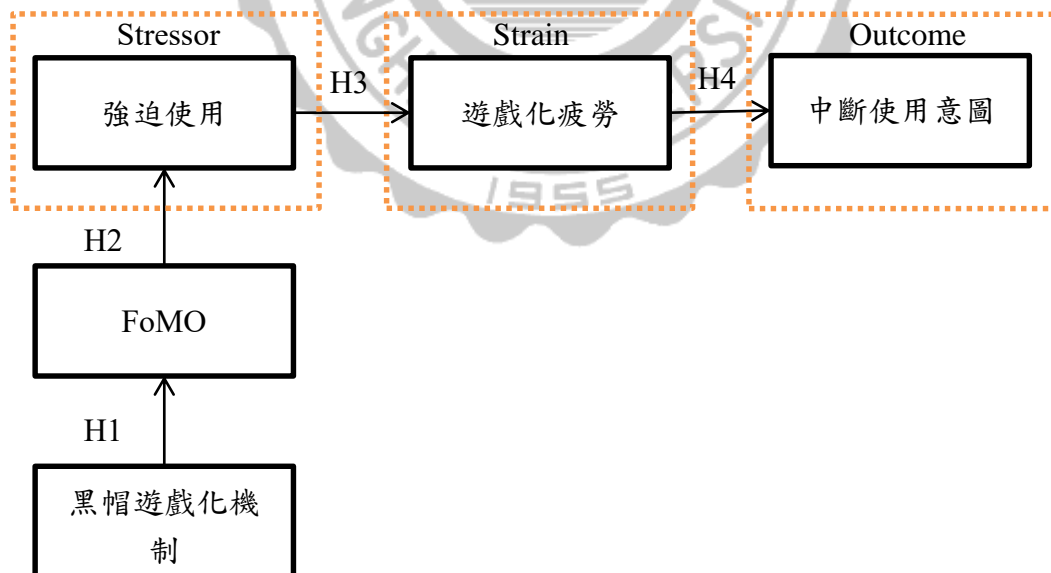 Stressor
Strain
Outcome
強迫使用
H3
遊戲化疲勞
H4
中斷使用意圖
1955
H2
FoMO
H1
黑帽遊戲化機
制